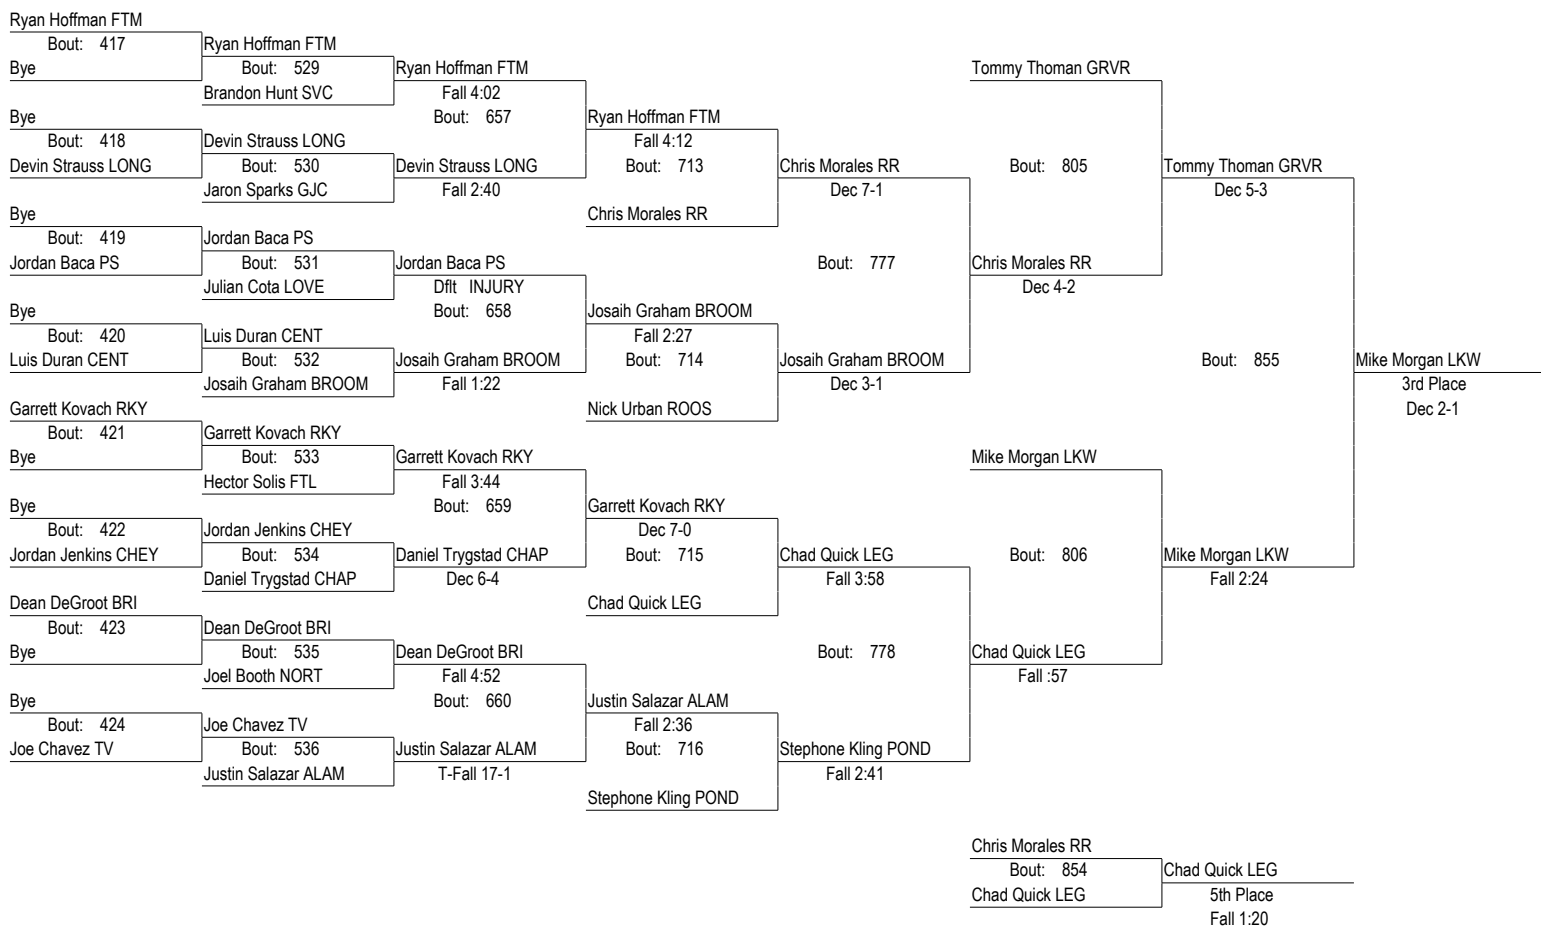 Ryan Hoffman FTM
Bout: 417
Ryan Hoffman FTM
Bye
Bout: 529
Ryan Hoffman FTM
Tommy Thoman GRVR
Brandon Hunt SVC
Fall 4:02
Bye
Bout: 657
Ryan Hoffman FTM
Bout: 418
Devin Strauss LONG
Fall 4:12
Devin Strauss LONG
Bout: 530
Devin Strauss LONG
Bout: 713
Chris Morales RR
Bout: 805
Tommy Thoman GRVR
Jaron Sparks GJC
Fall 2:40
Dec 7-1
Dec 5-3
Bye
Chris Morales RR
Bout: 419
Jordan Baca PS
Jordan Baca PS
Bout: 531
Jordan Baca PS
Bout: 777
Chris Morales RR
Julian Cota LOVE
Dflt INJURY
Dec 4-2
Bye
Bout: 658
Josaih Graham BROOM
Bout: 420
Luis Duran CENT
Fall 2:27
Luis Duran CENT
Bout: 532
Josaih Graham BROOM
Bout: 714
Josaih Graham BROOM
Bout: 855
Mike Morgan LKW
Josaih Graham BROOM
Fall 1:22
Dec 3-1
3rd Place
Garrett Kovach RKY
Nick Urban ROOS
Dec 2-1
Bout: 421
Garrett Kovach RKY
Bye
Bout: 533
Garrett Kovach RKY
Mike Morgan LKW
Hector Solis FTL
Fall 3:44
Bye
Bout: 659
Garrett Kovach RKY
Bout: 422
Jordan Jenkins CHEY
Dec 7-0
Jordan Jenkins CHEY
Bout: 534
Daniel Trygstad CHAP
Bout: 715
Chad Quick LEG
Bout: 806
Mike Morgan LKW
Daniel Trygstad CHAP
Dec 6-4
Fall 3:58
Fall 2:24
Dean DeGroot BRI
Chad Quick LEG
Bout: 423
Dean DeGroot BRI
Bye
Bout: 535
Dean DeGroot BRI
Bout: 778
Chad Quick LEG
Joel Booth NORT
Fall 4:52
Fall :57
Bye
Bout: 660
Justin Salazar ALAM
Bout: 424
Joe Chavez TV
Fall 2:36
Joe Chavez TV
Bout: 536
Justin Salazar ALAM
Bout: 716
Stephone Kling POND
Justin Salazar ALAM
T-Fall 17-1
Fall 2:41
Stephone Kling POND
Chris Morales RR
Bout: 854
Chad Quick LEG
Chad Quick LEG
5th Place
Fall 1:20